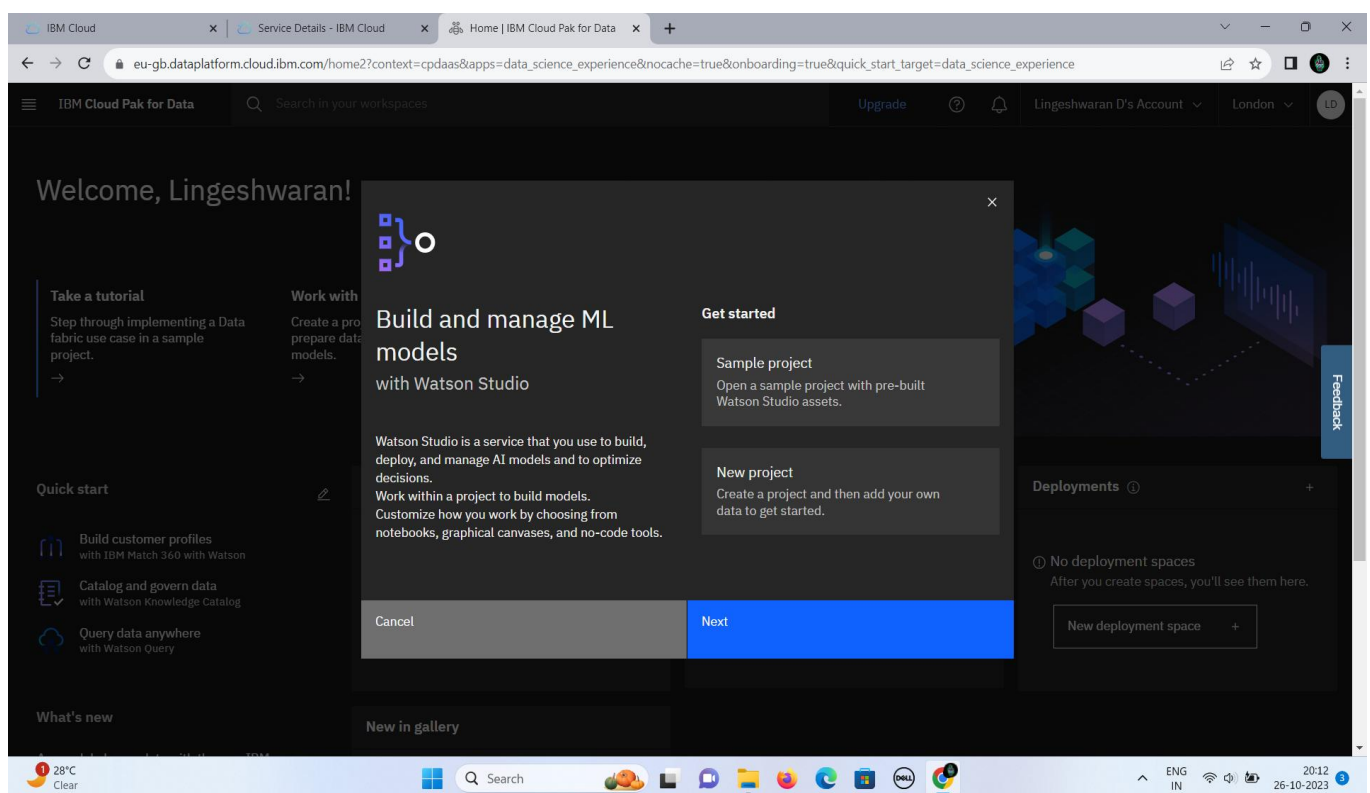 IBM Cloud
Service Details - IBM Cloud
Home | IBM Cloud Pak for Data
eu-gb.dataplatform.cloud.ibm.com/home2?context=cpdaas&apps=data_science_experience&nocache=true&onboarding=true&quick_start_target=data_science_experience
IBM Cloud Pak for Data
Search in your workspaces
Upgrade
Lingeshwaran D's Account
London
LD
Welcome, Lingeshwaran!
Take a tutorial
Step through implementing a Data
fabric use case in a sample
project.
Work with
Create a pro
prepare data
models.
Build and manage ML
models
with Watson Studio
Watson Studio is a service that you use to build,
deploy, and manage AI models and to optimize
decisions.
Work within a project to build models.
Customize how you work by choosing from
notebooks, graphical canvases, and no-code tools.
Get started
Sample project
Open a sample project with pre-built
Watson Studio assets.
New project
Create a project and then add your own
data to get started.
Cancel
Next
Feedback
Quick start
Build customer profiles
with IBM Match 360 with Watson
Catalog and govern data
with Watson Knowledge Catalog
Query data anywhere
with Watson Query
Deployments
No deployment spaces
After you create spaces, you'll see them here.
New deployment space +
What's new
New in gallery
1
28°C
Clear
Search
DELL
ENG
IN
20:12
26-10-2023
3